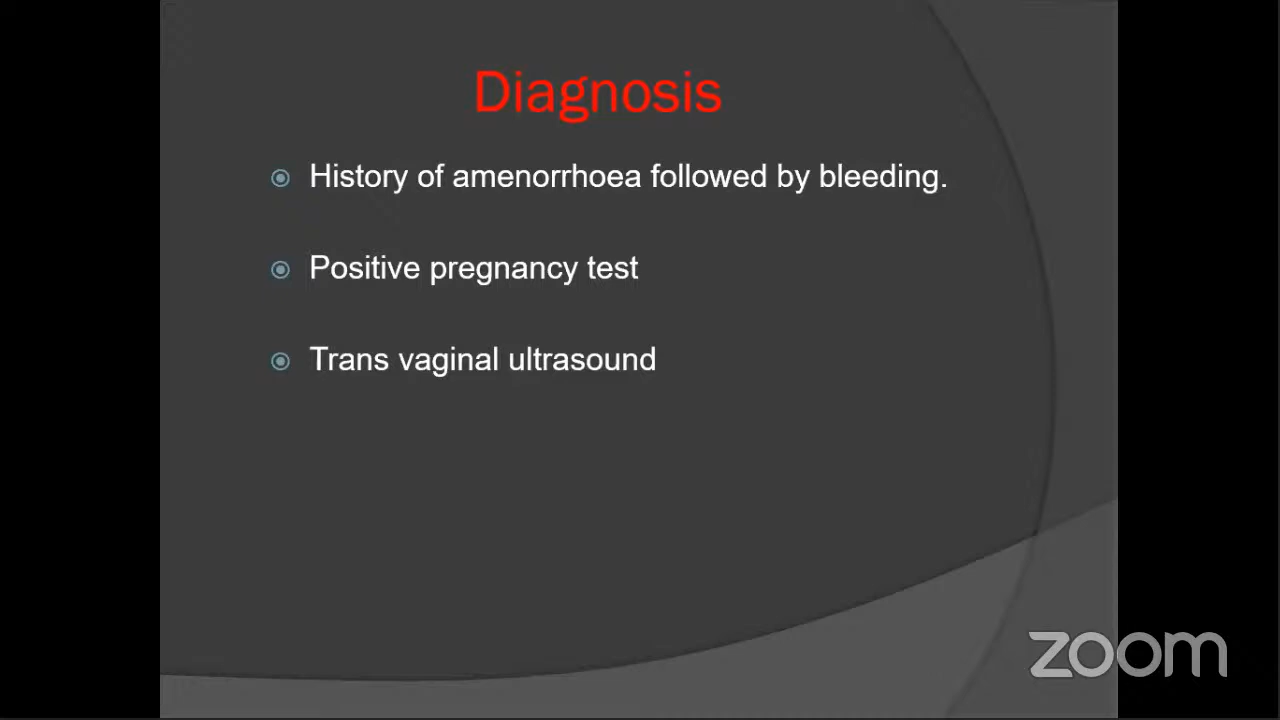 Diagnosis
History of amenorrhoea followed by bleeding.
Positive pregnancy test
Trans vaginal ultrasound
zoom